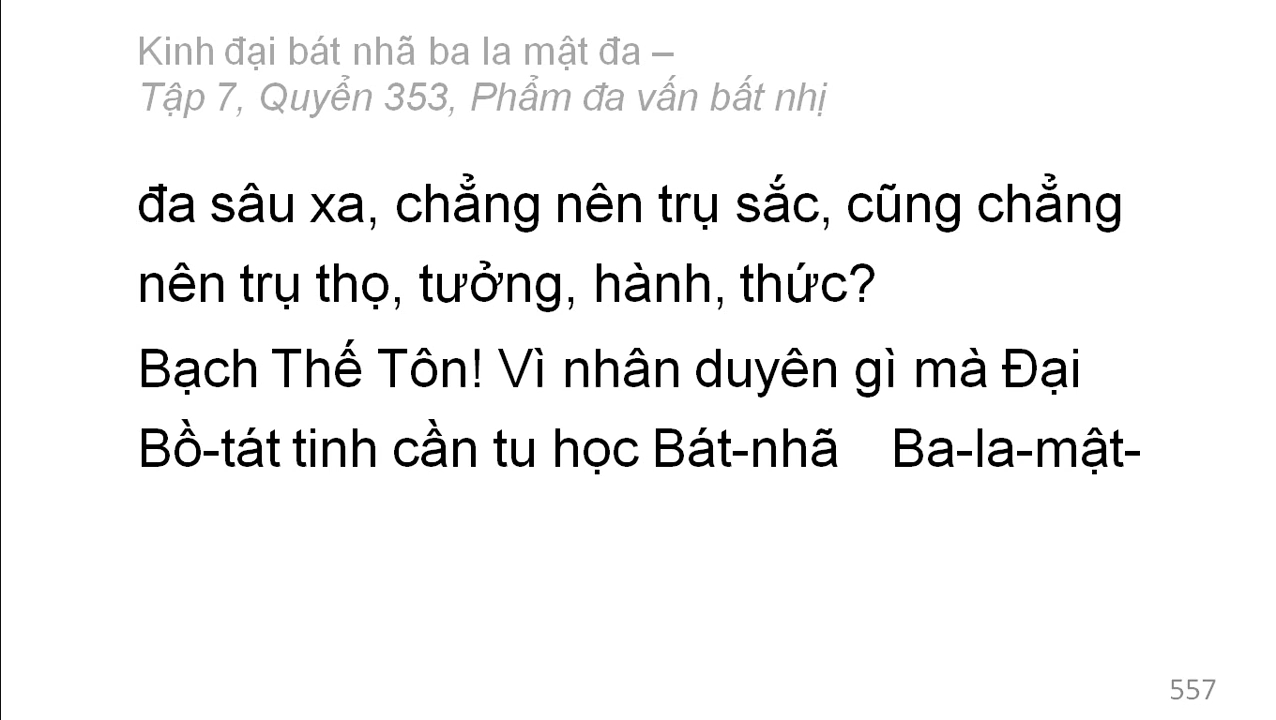 Kinh đại bát nhã ba la mật đa –
Tập 7, Quyển 353, Phẩm đa vấn bất nhị
đa sâu xa, chẳng nên trụ sắc, cũng chẳng
nên trụ thọ, tưởng, hành, thức?
Bạch Thế Tôn! Vì nhân duyên gì mà Đại
Bồ-tát tinh cần tu học Bát-nhã Ba-la-mật-
557